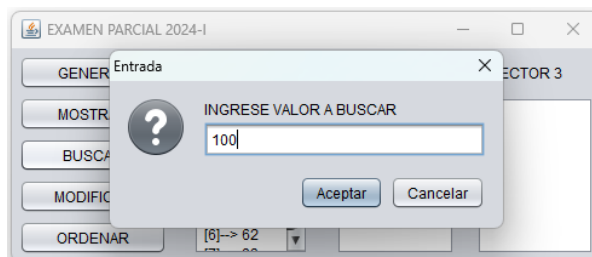 EXAMEN PARCIAL 2024-I
Entrada
INGRESE VALOR A BUSCAR
100
Aceptar
Cancelar
GENER
ECTOR 3
MOSTR
BUSCA
MODIFIC
ORDENAR
[6]--> 62